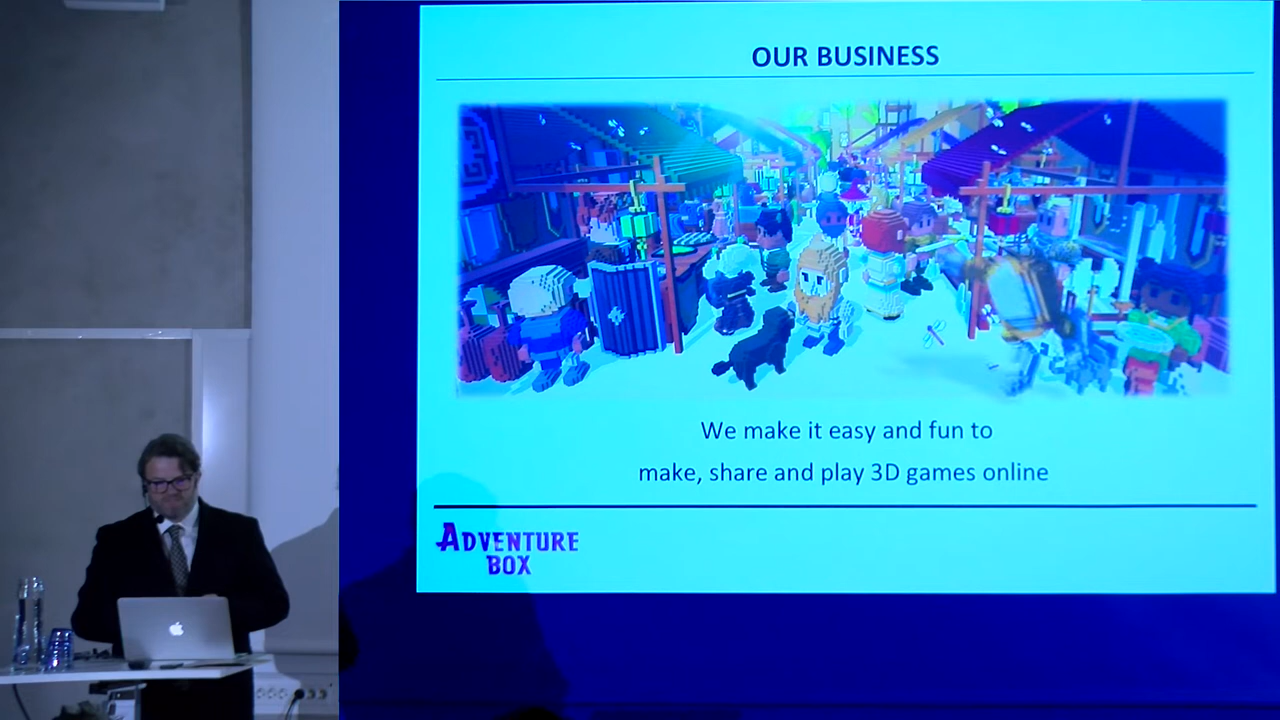 OUR BUSINESS
We make it easy and fun to
make, share and play 3D games online
ADVENTURE
BOX